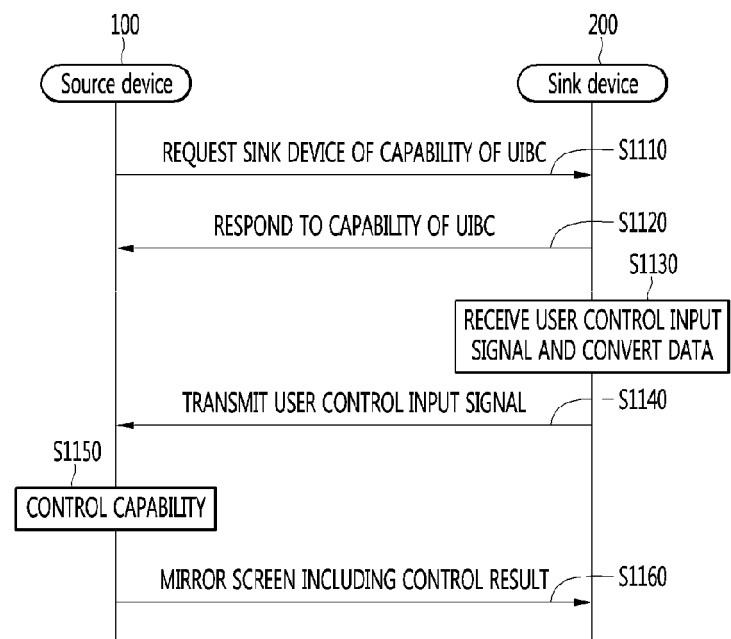 100
200
Source device
Sink device
REQUEST SINK DEVICE OF CAPABILITY OF UIBC
S1110
RESPOND TO CAPABILITY OF UIBC
S1120
S1130
RECEIVE USER CONTROL INPUT
SIGNAL AND CONVERT DATA
TRANSMIT USER CONTROL INPUT SIGNAL
S1140
S1150
CONTROL CAPABILITY
MIRROR SCREEN INCLUDING CONTROL RESULT
S1160